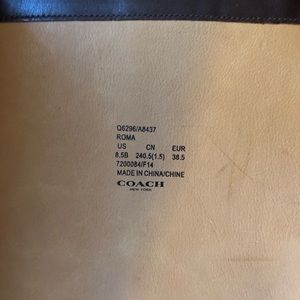 Q6296/A8437
ROMA
US CN EUR
8.5B 240.5(1.5) 38.5
7200084/F14
MADE IN CHINA/CHINE
COACH
NEW YORK